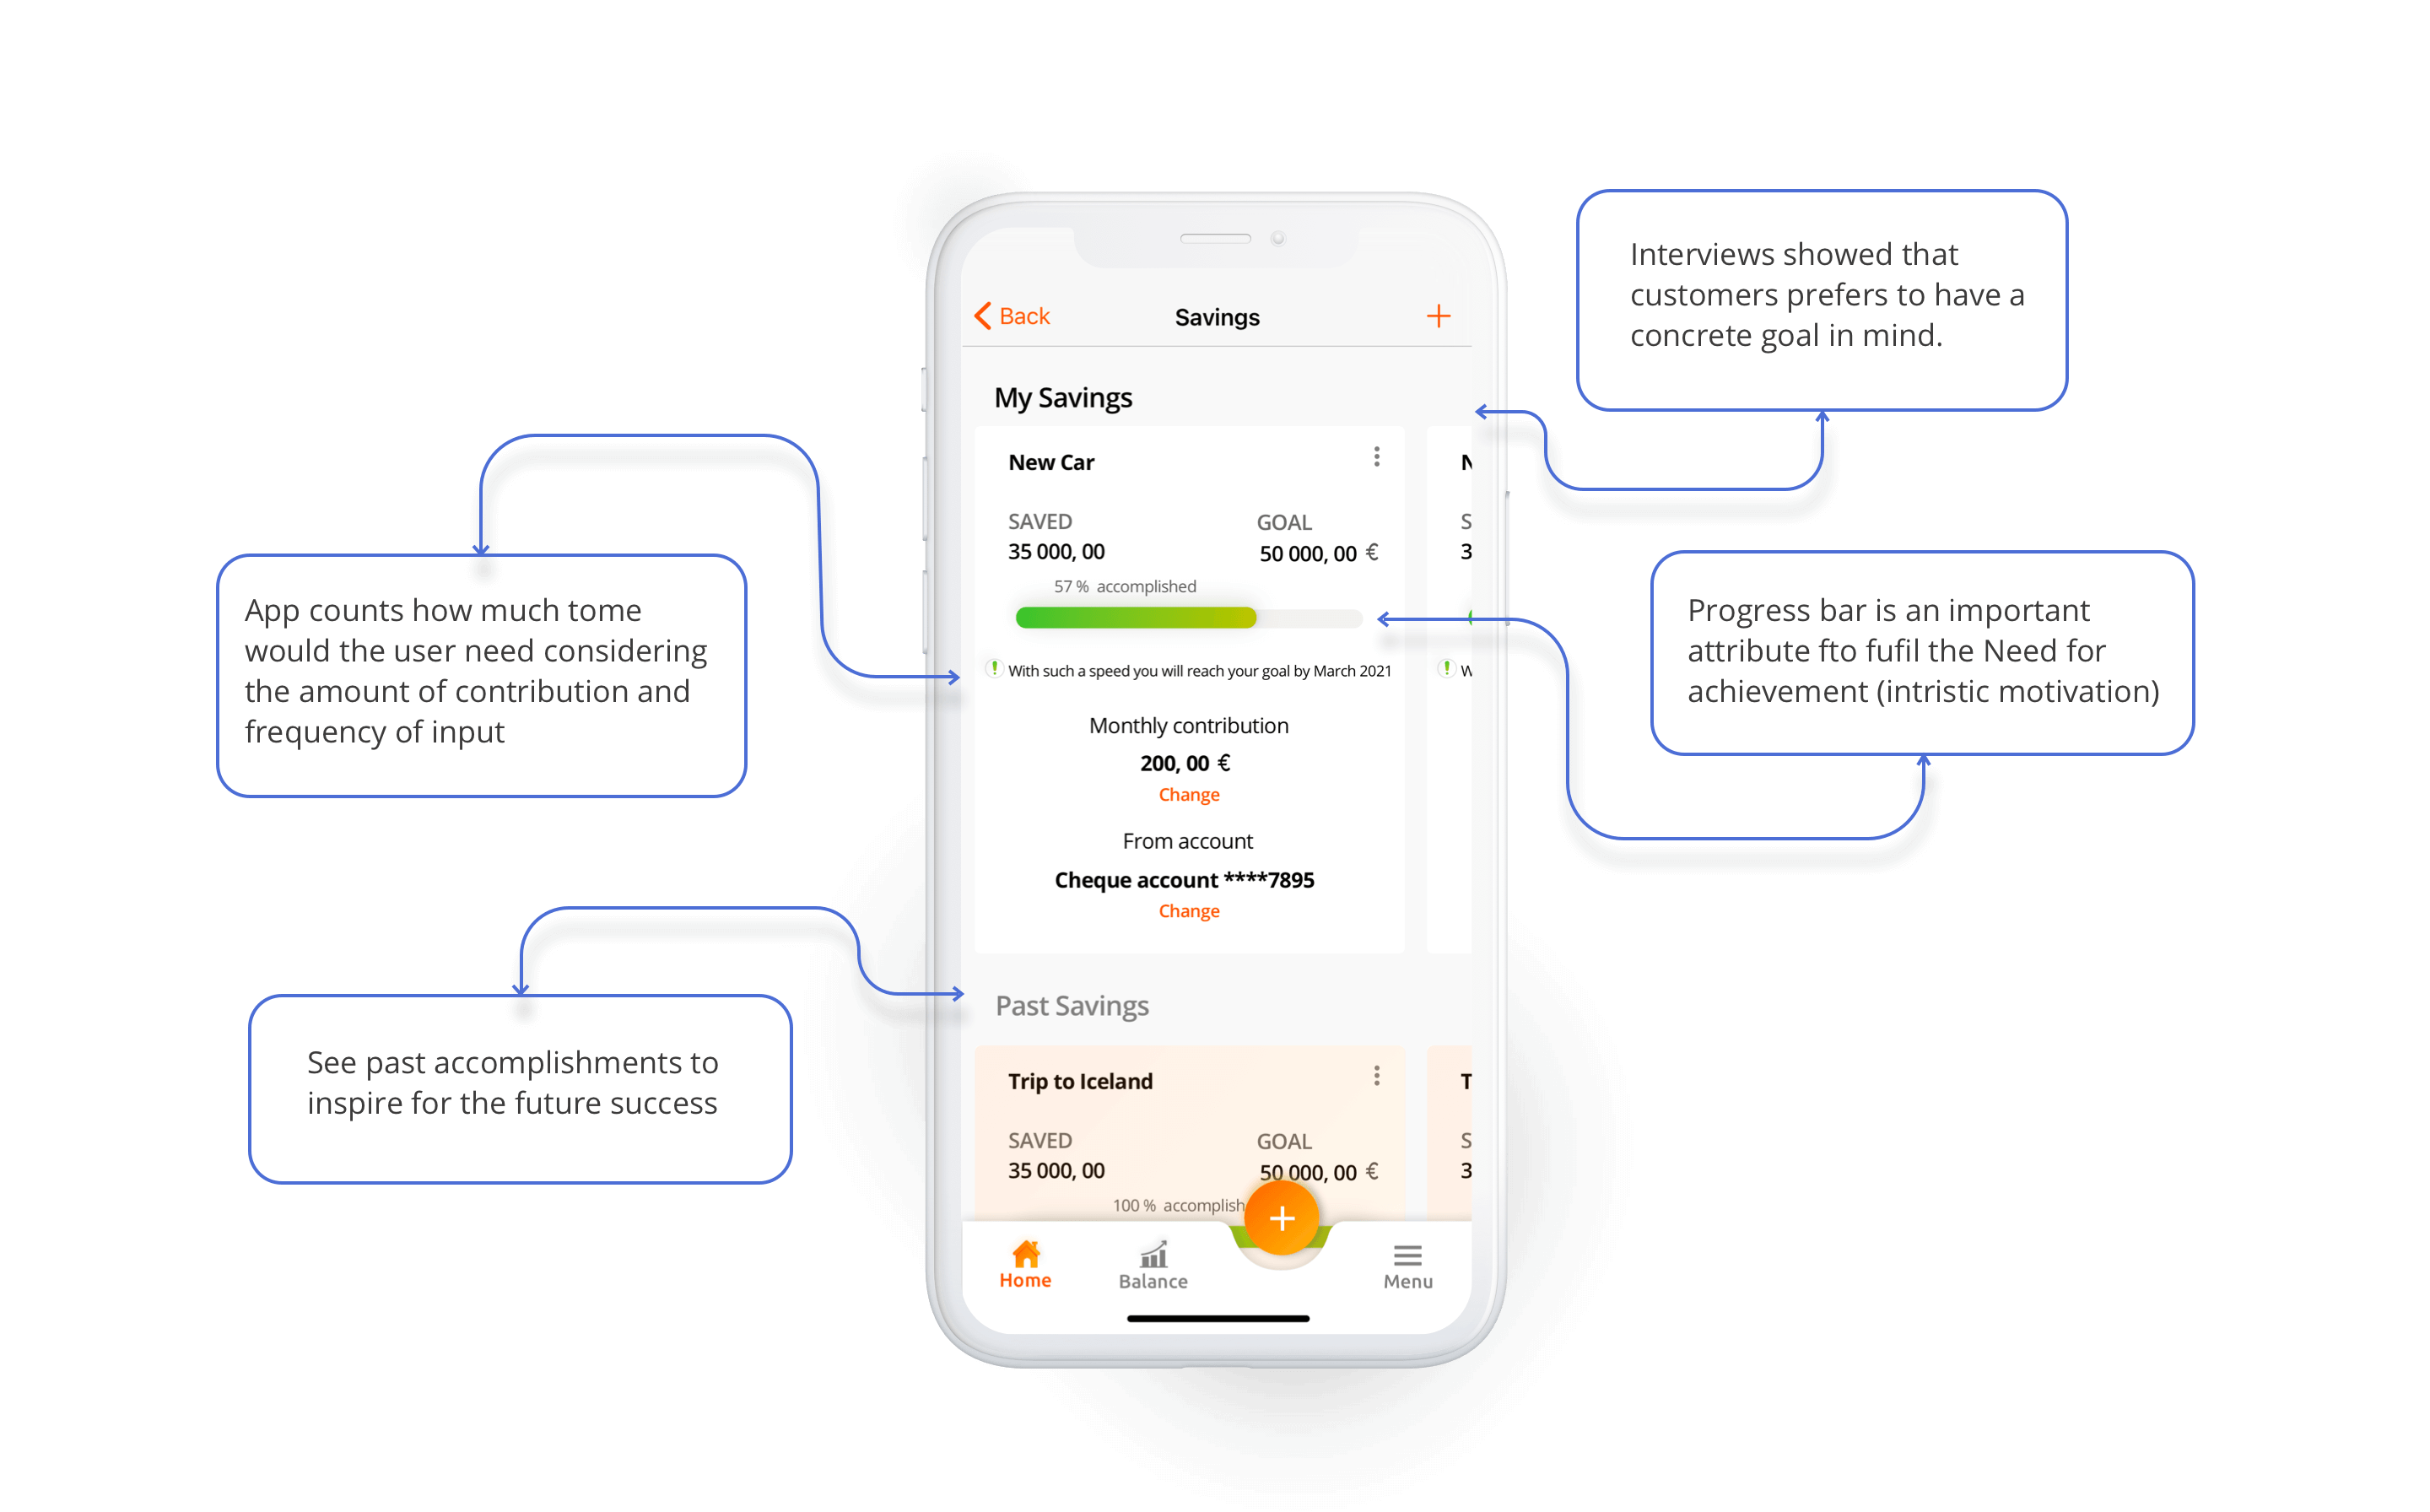 Interviews showed that
customers prefers to have a
concrete goal in mind.
Back
Savings
My Savings
New Car
N
SAVED
GOAL
S
35 000, 00
50 000, 00 €
3
57 % accomplished
With such a speed you will reach your goal by March 2021
W
Monthly contribution
200, 00 €
Change
From account
Cheque account ****7895
Change
App counts how much tome
would the user need considering
the amount of contribution and
frequency of input
Progress bar is an important
attribute fto fufil the Need for
achievement (intristic motivation)
See past accomplishments to
inspire for the future success
Past Savings
Trip to Iceland
T
SAVED
GOAL
S
35 000, 00
50 000, 00 €
3
100 % accomplish
Home
Balance
Menu